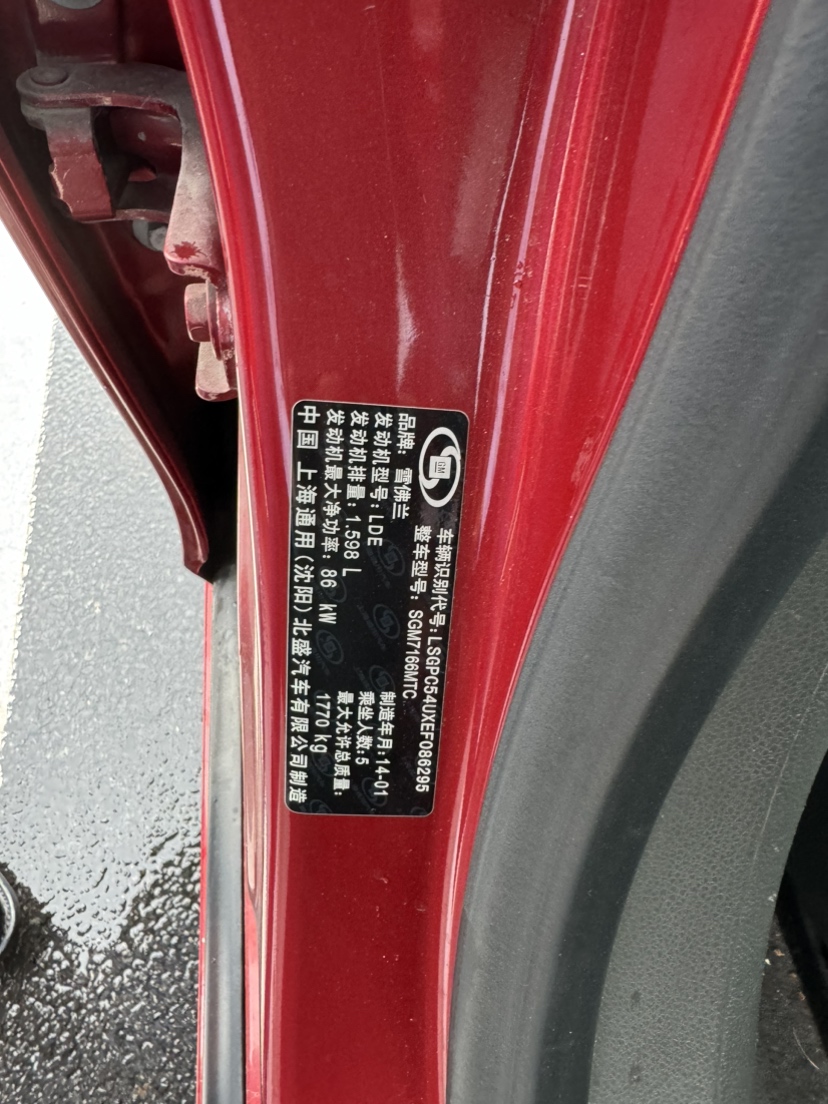 GM
车辆识别代号:LSGPC54UXEF086295
整车型号: SGM7166MTC
品牌: 雪佛兰
发动机型号:LDE
制造年月:14-01
发动机排量:1.598 L
乘坐人数:5
发动机最大净功率: 86 kW
最大允许总质量:
1770 kg
中国 上海通用(沈阳)北盛汽车有限公司制造